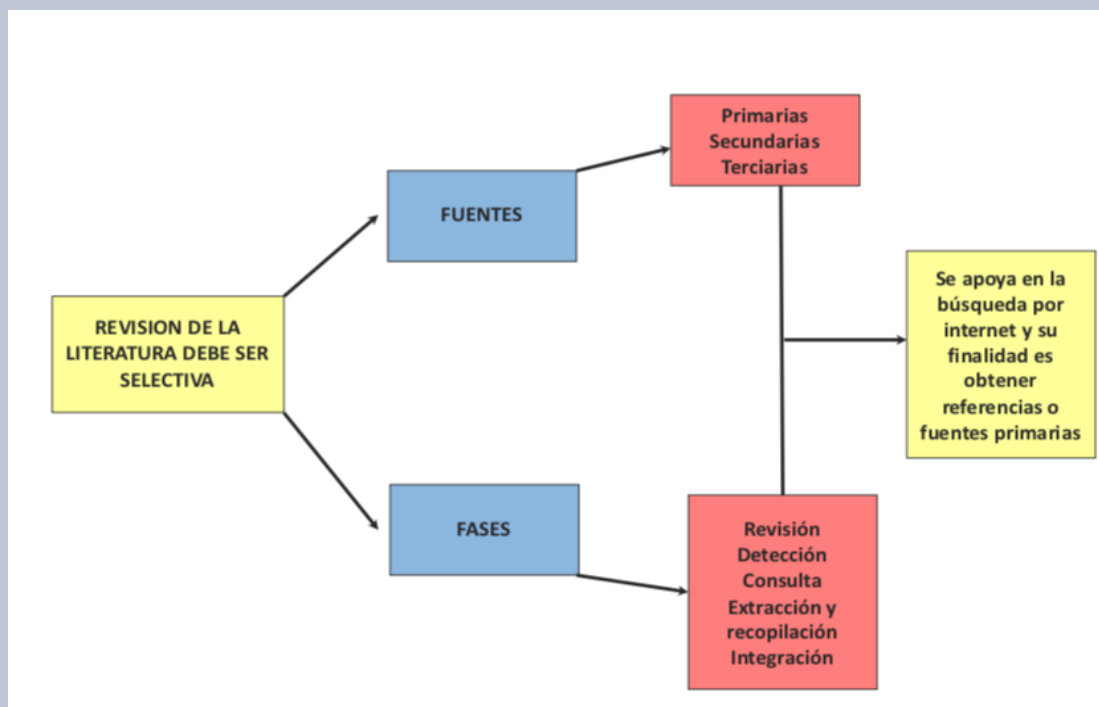 REVISION DE LA
LITERATURA DEBE SER
SELECTIVA
FUENTES
Primarias
Secundarias
Terciarias
FASES
Revisión
Detección
Consulta
Extracción y
recopilación
Integración
Se apoya en la
búsqueda por
internet y su
finalidad es
obtener
referencias o
fuentes primarias